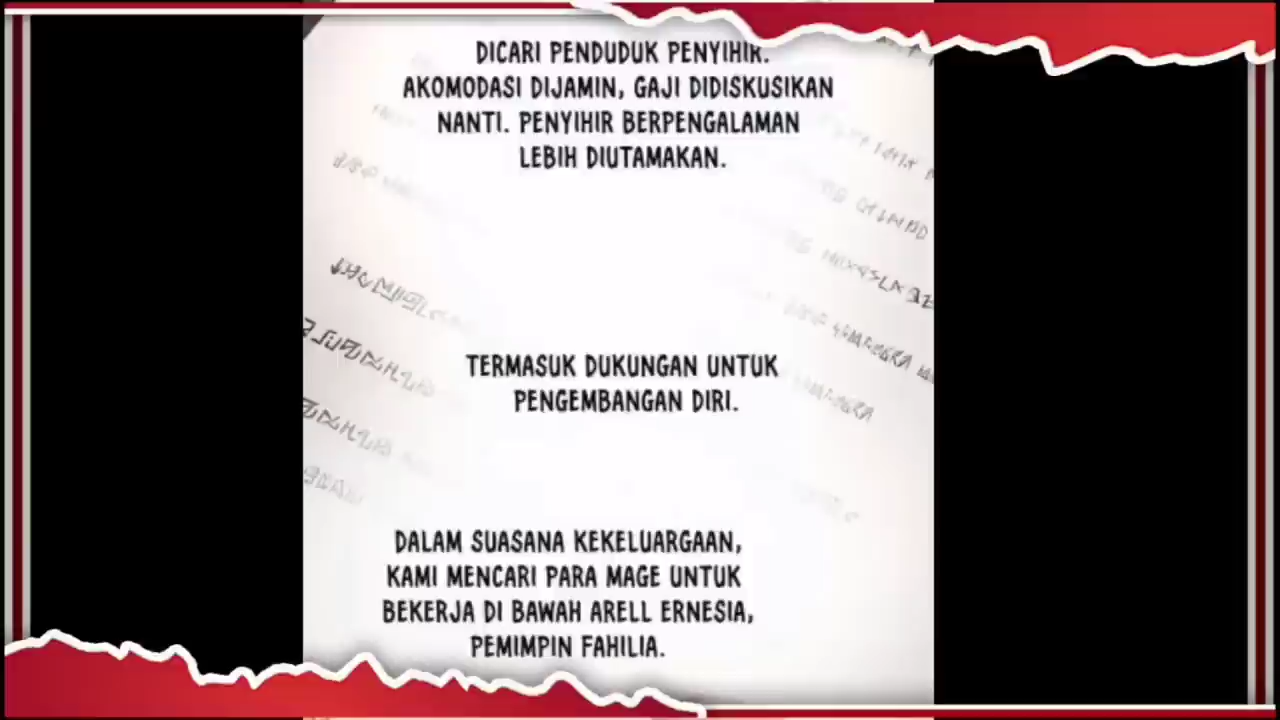 DICARI PENDUDUK PENYIHIR.
AKOMODASI DIJAMIN, GAJI DIDISKUSIKAN
NANTI. PENYIHIR BERPENGALAMAN
LEBIH DIUTAMAKAN.
TERMASUK DUKUNGAN UNTUK
PENGEMBANGAN DIRI.
DALAM SUASANA KEKELUARGAAN,
KAMI MENCARI PARA MAGE UNTUK
BEKERJA DI BAWAH ARELL ERNESIA,
PEMIMPIN FAHILIA.